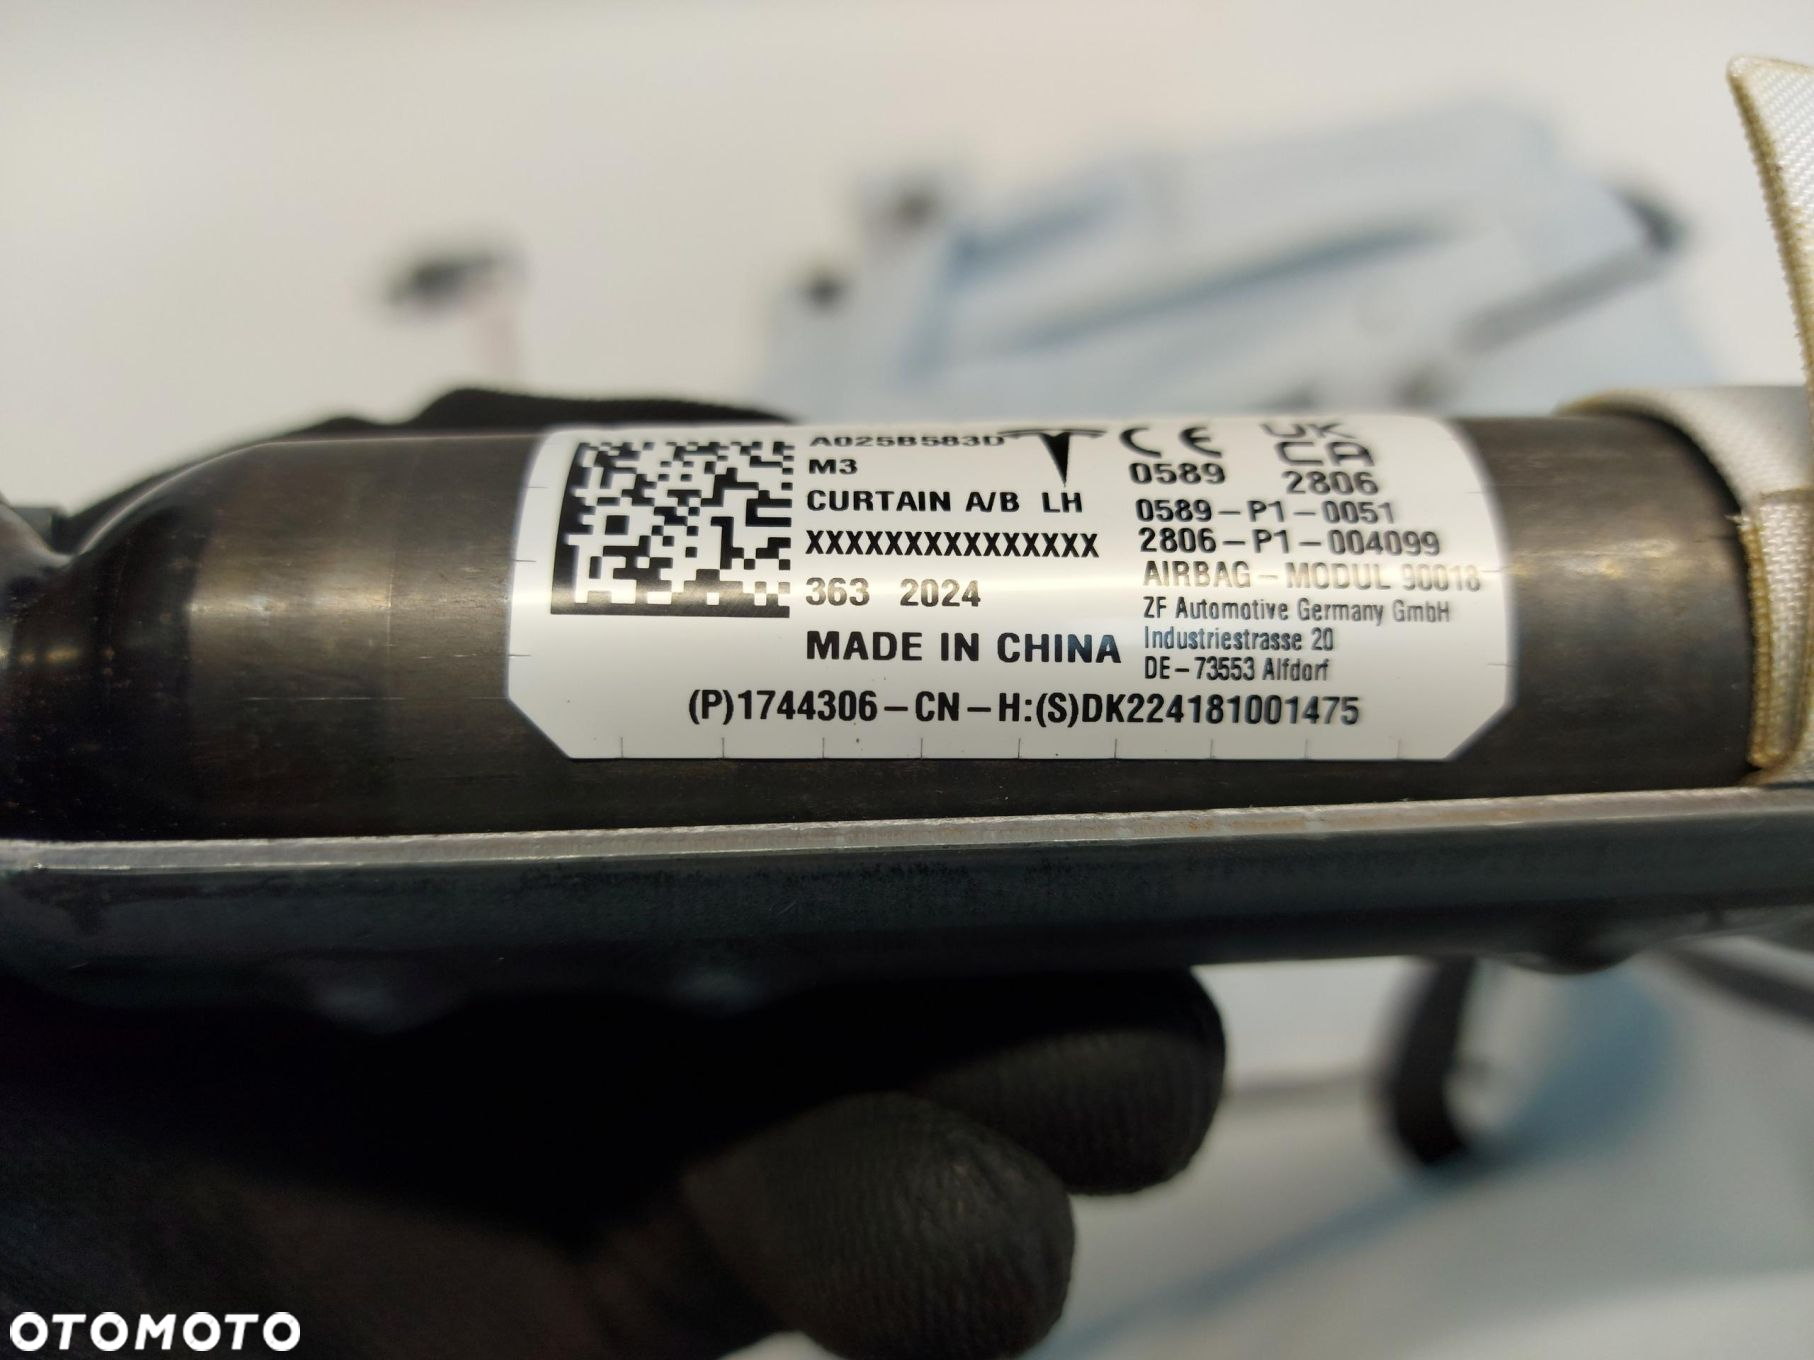 A025B583D
M3
CURTAIN A/B LH
XXXXXXXXXXXXXXX
363 2024
MADE IN CHINA
CE
0589
UK
CA
2806
0589-P1-0051
2806-P1-004099
AIRBAG-MODUL 90018
ZF Automotive Germany GmbH
Industriestrasse 20
DE-73553 Alfdorf
(P)1744306-CN-H:(S)DK224181001475
OTOMOTO